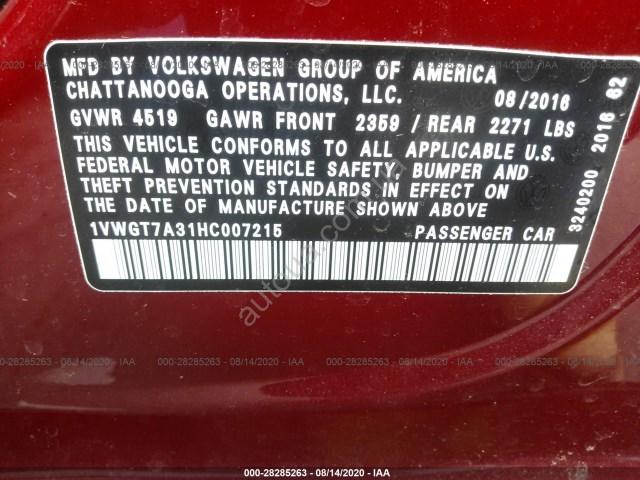 MFD BY VOLKSWAGEN GROUP OF AMERICA
CHATTANOOGA OPERATIONS, LLC. 08/2016
GVWR 4519 GAWR FRONT 2359 / REAR 2271 LBS
THIS VEHICLE CONFORMS TO ALL APPLICABLE U.S.
FEDERAL MOTOR VEHICLE SAFETY, BUMPER AND
THEFT PREVENTION STANDARDS IN EFFECT ON
THE DATE OF MANUFACTURE SHOWN ABOVE
1VWGT7A31HC007215 PASSENGER CAR
3240200 2016 62
autoua
000-28285263 - 08/14/2020 - IAA